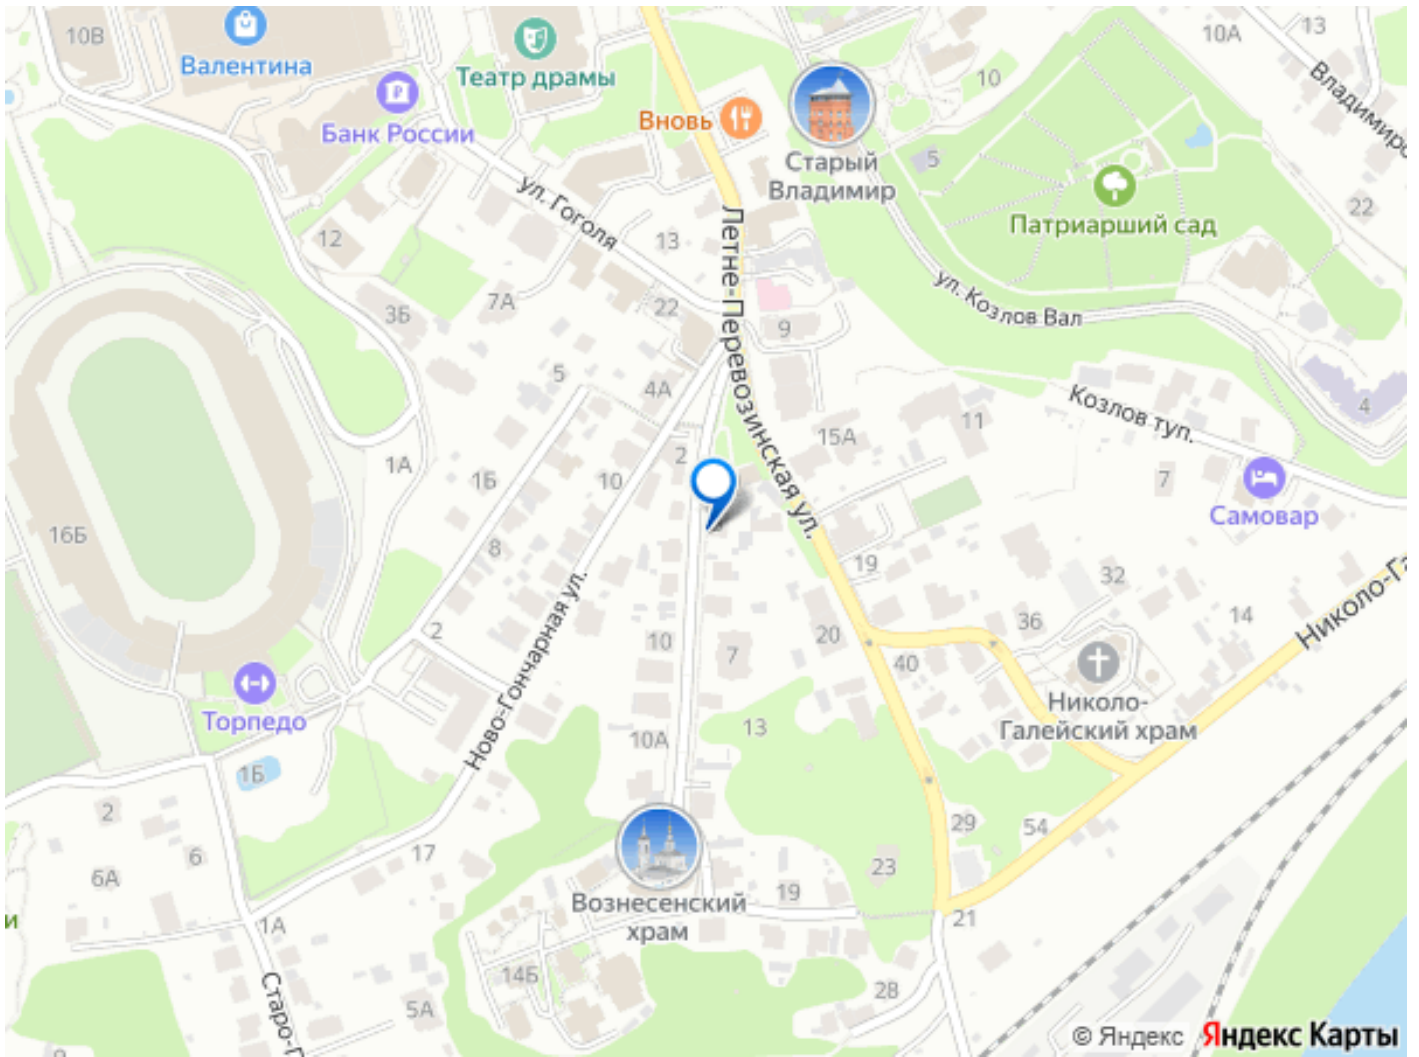 10В
Валентина
Театр драмы
Банк России
Вновь
Старый
Владимир
10
10А
13
5
Патриарший сад
22
ул. Гоголя
12
13
7А
3Б
22
9
Летне-Перевозинская ул.
ул. Козлов Вал
4
Козлов туп.
5
4А
11
15А
1А
1Б
10
2
7
Самовар
16Б
8
19
32
36
14
Николо-Га
2
10
7
20
40
Николо-
Галейский храм
Торпедо
Ново-Гончарная ул.
10А
13
1Б
2
17
29
54
6
6А
23
19
Вознесенский
храм
и
1А
21
14Б
28
5А
Старо-Г
9
© Яндекс Яндекс Карты